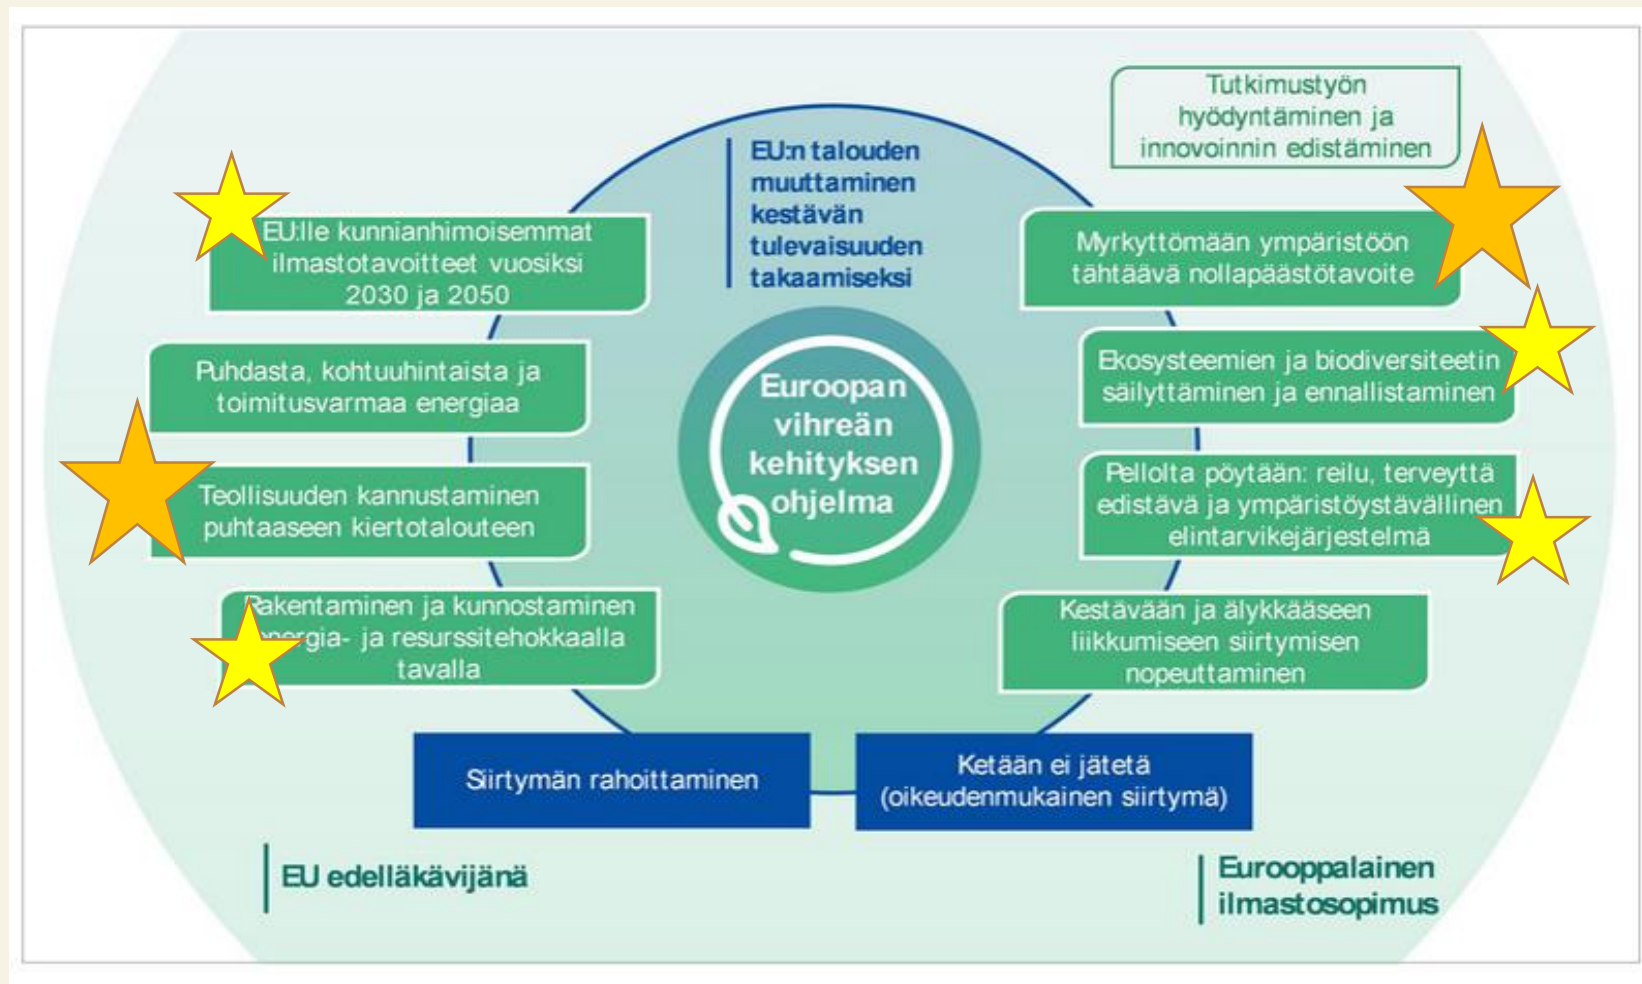 Tutkimustyön
hyödyntäminen ja
innovoinnin edistäminen
EU:n talouden
muuttaminen
kestävän
tulevaisuuden
takaamiseksi
EU:lle kunnianhimoisemmat
ilmastotavoitteet vuosiksi
2030 ja 2050
Myrkyttömään ympäristöön
tähtäävä nollapäästötavoite
Puhdasta, kohtuuhintaista ja
toimitusvarmaa energiaa
Ekosysteemien ja biodiversiteetin
säilyttäminen ja ennallistaminen
Euroopan
vihreän
kehityksen
ohjelma
Teollisuuden kannustaminen
puhtaaseen kiertotalouteen
Pellolta pöytään: reilu, terveyttä
edistävä ja ympäristöystävällinen
elintarvikejärjestelmä
Rakentaminen ja kunnostaminen
energia- ja resurssitehokkaalla
tavalla
Kestävään ja älykkääseen
liikkumiseen siirtymisen
nopeuttaminen
Siirtymän rahoittaminen
Ketään ei jätetä
(oikeudenmukainen siirtymä)
EU edelläkävijänä
Eurooppalainen
ilmastosopimus